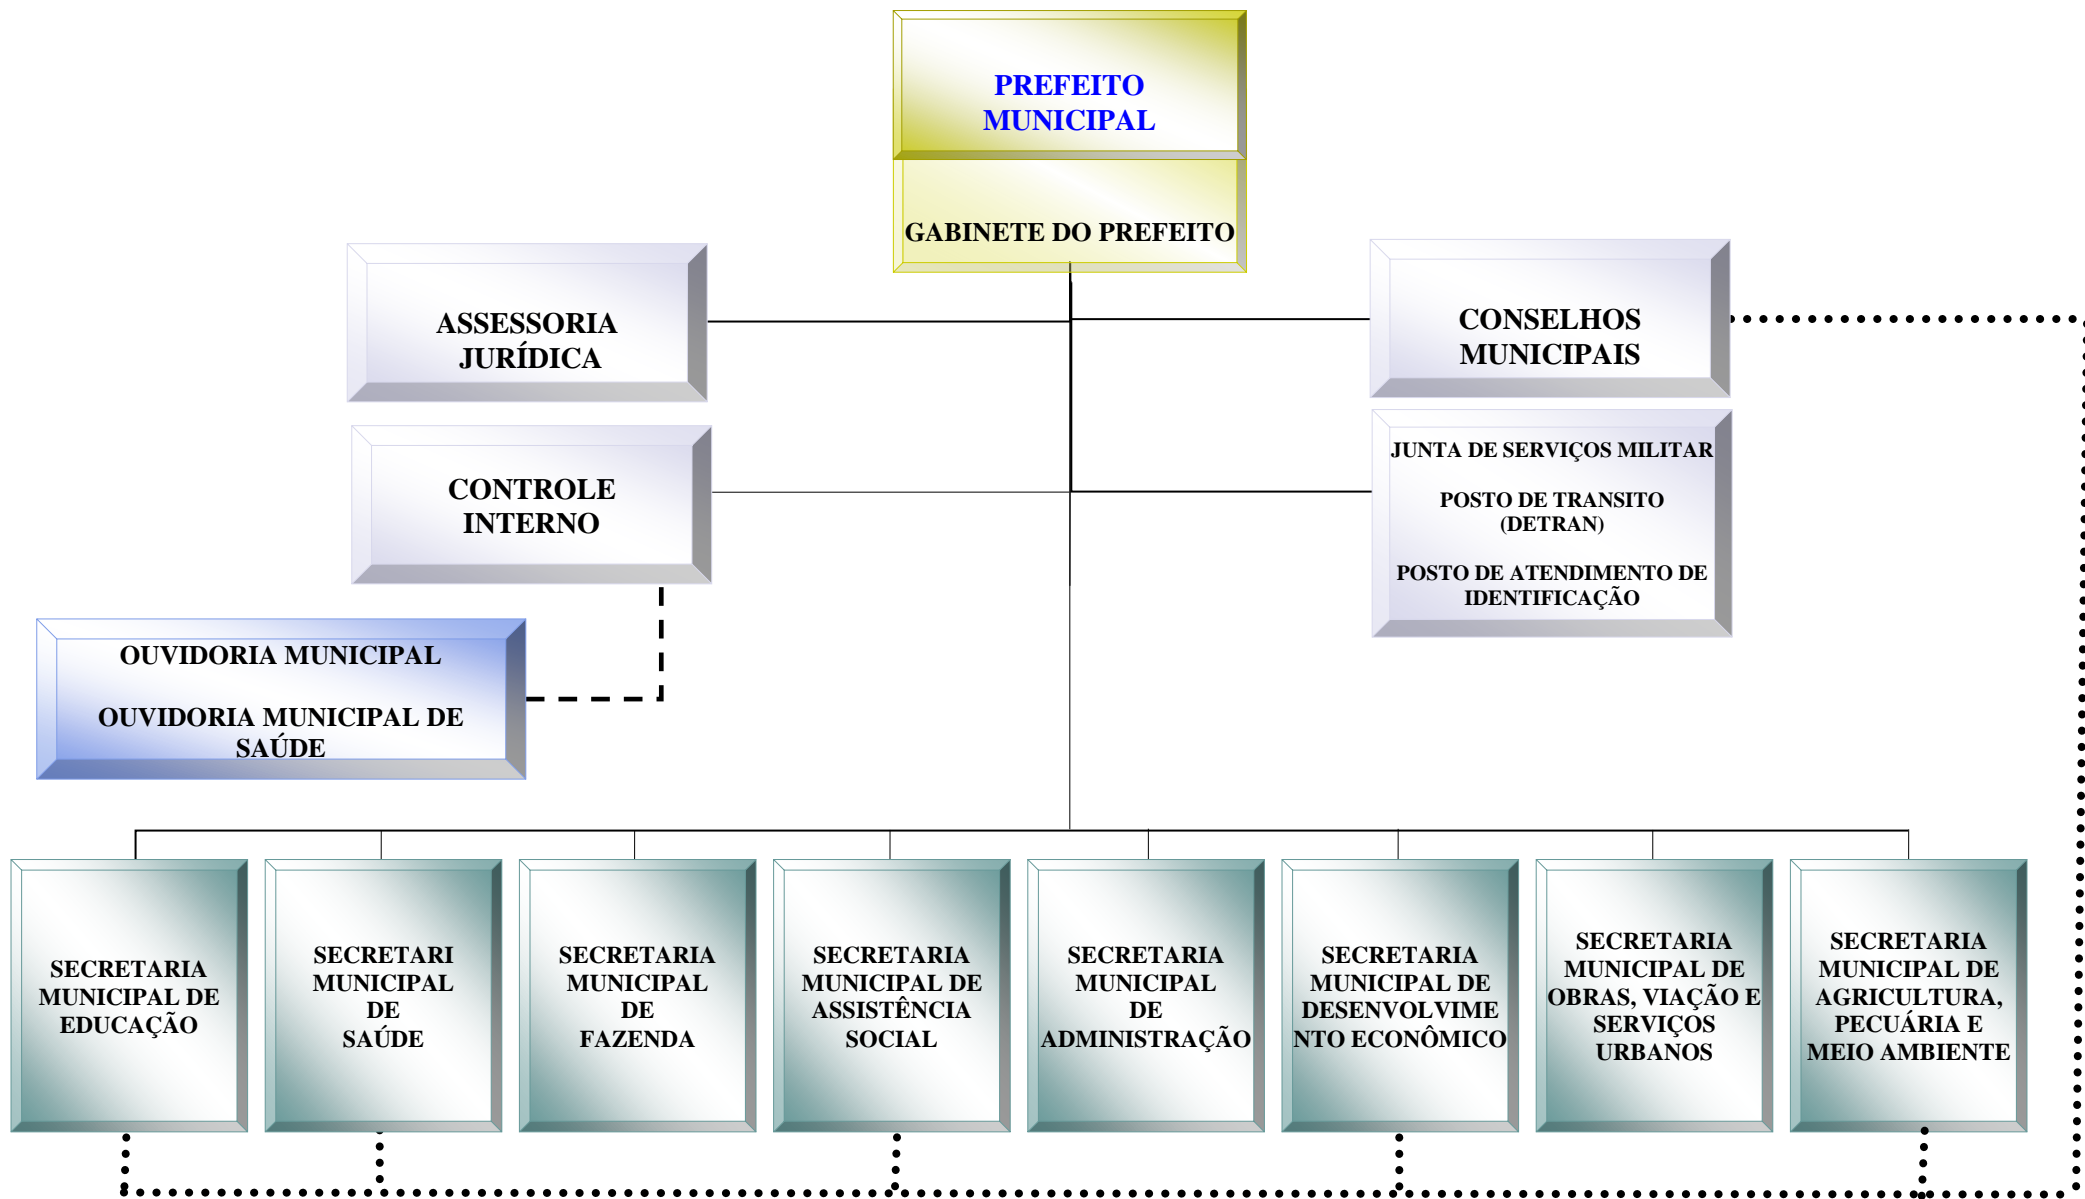 PREFEITO
MUNICIPAL
GABINETE DO PREFEITO
ASSESSORIA
JURÍDICA
CONSELHOS
MUNICIPAIS
CONTROLE
INTERNO
JUNTA DE SERVIÇOS MILITAR
POSTO DE TRANSITO
(DETRAN)
POSTO DE ATENDIMENTO DE
IDENTIFICAÇÃO
OUVIDORIA MUNICIPAL
OUVIDORIA MUNICIPAL DE
SAÚDE
SECRETARIA
MUNICIPAL DE
EDUCAÇÃO
SECRETARI
MUNICIPAL
DE
SAÚDE
SECRETARIA
MUNICIPAL
DE
FAZENDA
SECRETARIA
MUNICIPAL DE
ASSISTÊNCIA
SOCIAL
SECRETARIA
MUNICIPAL
DE
ADMINISTRAÇÃO
SECRETARIA
MUNICIPAL DE
DESENVOLVIME
NTO ECONÔMICO
SECRETARIA
MUNICIPAL DE
OBRAS, VIAÇÃO E
SERVIÇOS
URBANOS
SECRETARIA
MUNICIPAL DE
AGRICULTURA,
PECUÁRIA E
MEIO AMBIENTE